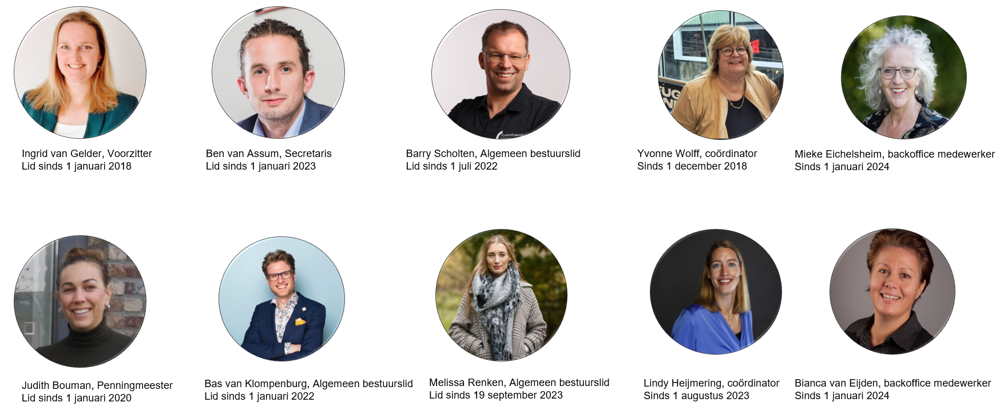 Ingrid van Gelder, Voorzitter
Lid sinds 1 januari 2018
Ben van Assum, Secretaris
Lid sinds 1 januari 2023
Barry Scholten, Algemeen bestuurslid
Lid sinds 1 juli 2022
Yvonne Wolff, coördinator
Sinds 1 december 2018
Mieke Eichelsheim, backoffice medewerker
Sinds 1 januari 2024
Judith Bouman, Penningmeester
Lid sinds 1 januari 2020
Bas van Klompenburg, Algemeen bestuurslid
Lid sinds 1 januari 2022
Melissa Renken, Algemeen bestuurslid
Lid sinds 19 september 2023
Lindy Heijmering, coördinator
Sinds 1 augustus 2023
Bianca van Eijden, backoffice medewerker
Sinds 1 januari 2024